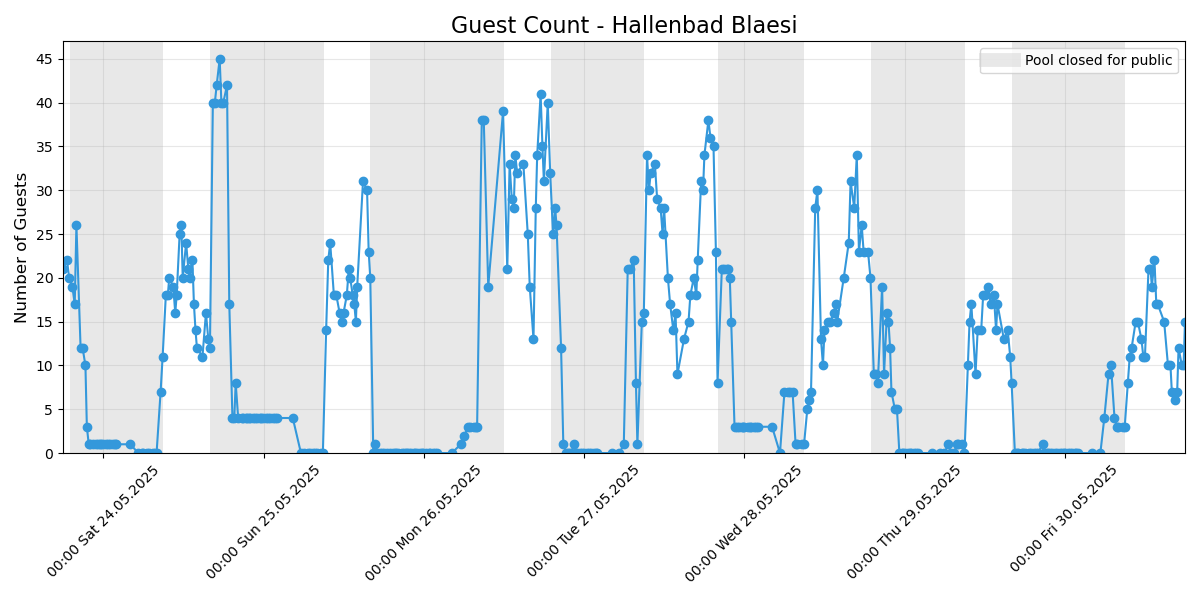 Guest Count - Hallenbad Blaesi
Pool closed for public
Number of Guests
45
40
35
30
25
20
15
10
5
0
00:00 Sat 24.05.2025
00:00 Sun 25.05.2025
00:00 Mon 26.05.2025
00:00 Tue 27.05.2025
00:00 Wed 28.05.2025
00:00 Thu 29.05.2025
00:00 Fri 30.05.2025